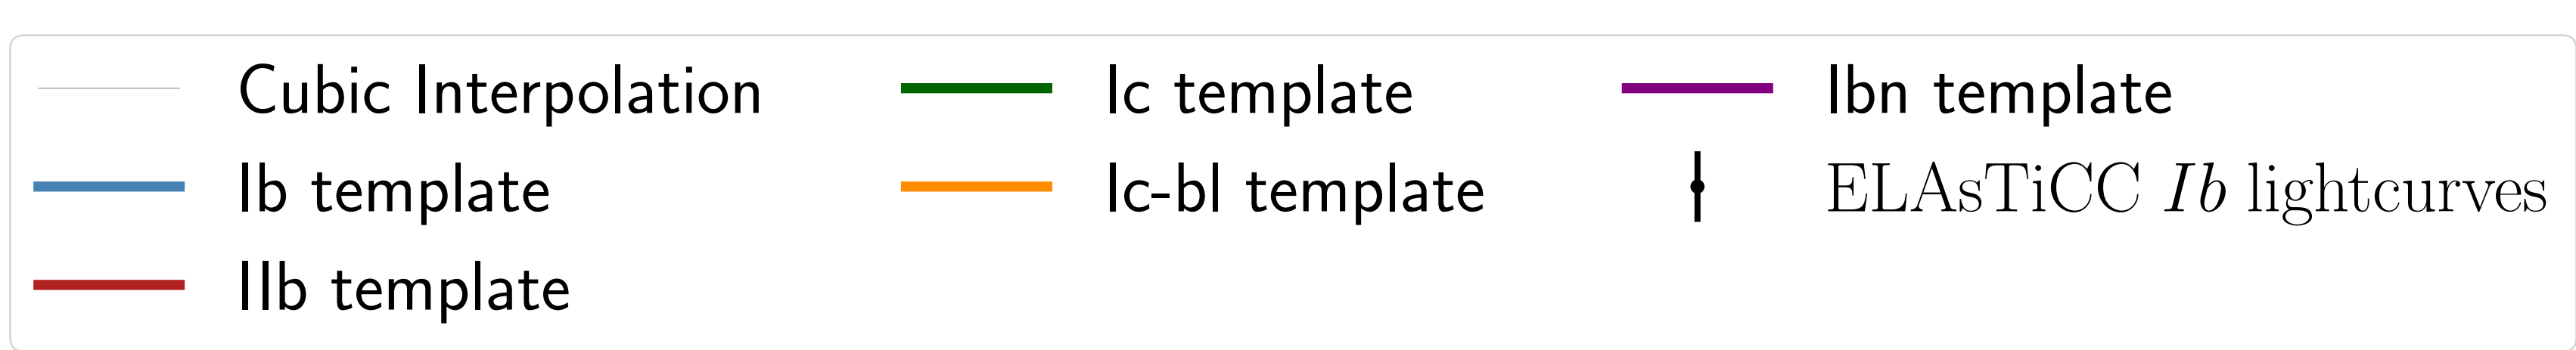 Cubic Interpolation
Ib template
IIb template
Ic template
Ic-bl template
Ibn template
ELAsTiCC Ib lightcurves